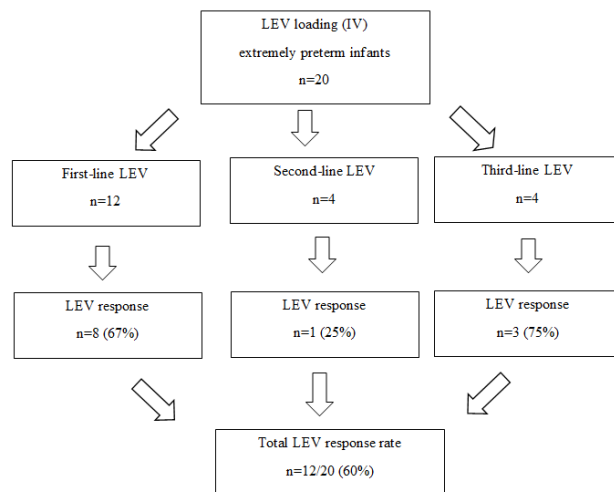 LEV loading (IV)
extremely preterm infants
n=20
First-line LEV
n=12
Second-line LEV
n=4
Third-line LEV
n=4
LEV response
n=8 (67%)
LEV response
n=1 (25%)
LEV response
n=3 (75%)
Total LEV response rate
n=12/20 (60%)